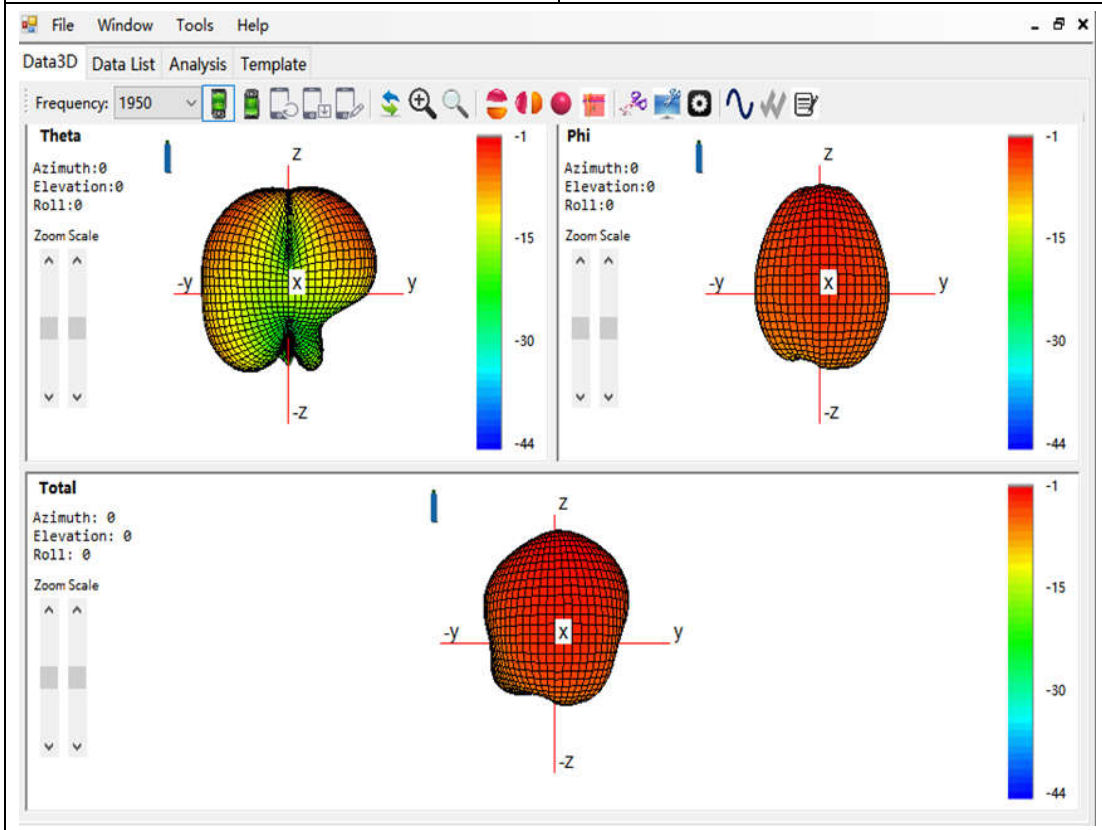 File Window Tools Help
Data3D Data List Analysis Template
Frequency: 1950
Theta
Azimuth:0
Elevation:0
Roll:0
Zoom Scale
Z
-y
X
y
-Z
-1
-15
-30
-44
Phi
Azimuth:0
Elevation:0
Roll:0
Zoom Scale
Z
-y
X
y
-Z
-1
-15
-30
-44
Total
Azimuth: 0
Elevation: 0
Roll: 0
Zoom Scale
Z
-y
X
y
-Z
-1
-15
-30
-44